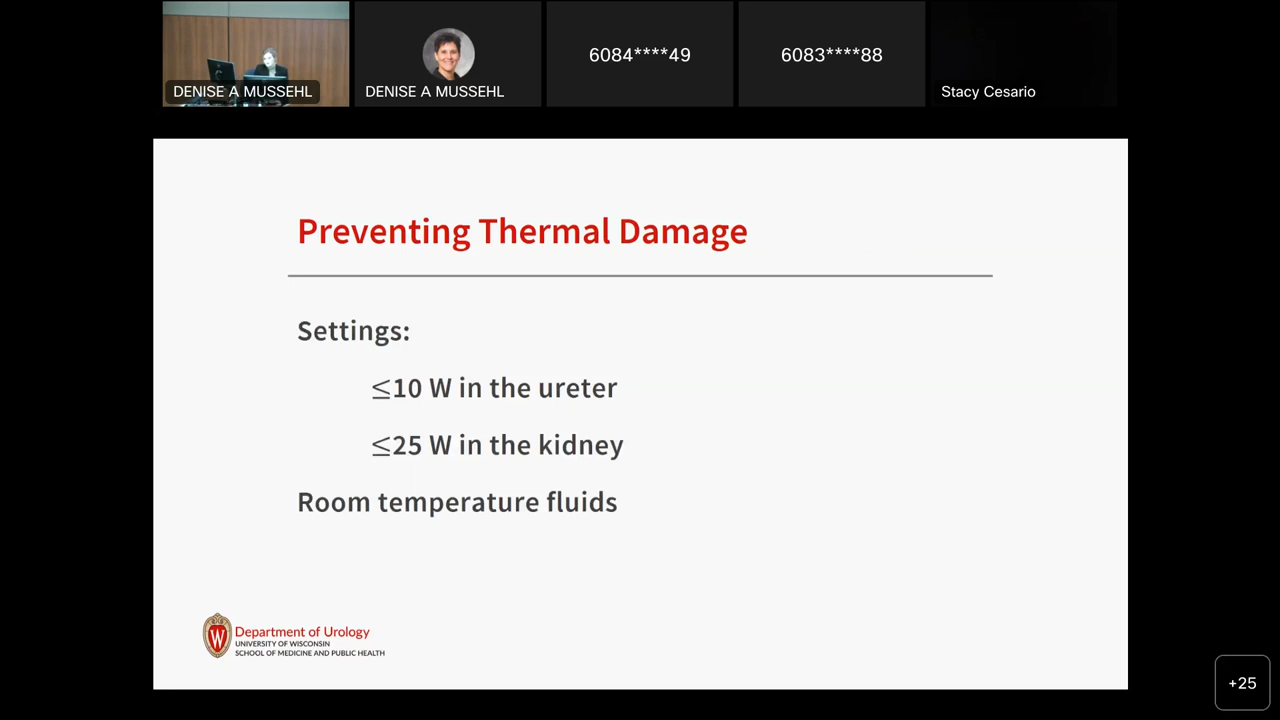 DENISE A MUSSEHL
DENISE A MUSSEHL
6084****49
6083****88
Stacy Cesario
Preventing Thermal Damage
Settings:
≤10 W in the ureter
≤25 W in the kidney
Room temperature fluids
W
Department of Urology
UNIVERSITY OF WISCONSIN
SCHOOL OF MEDICINE AND PUBLIC HEALTH
+25